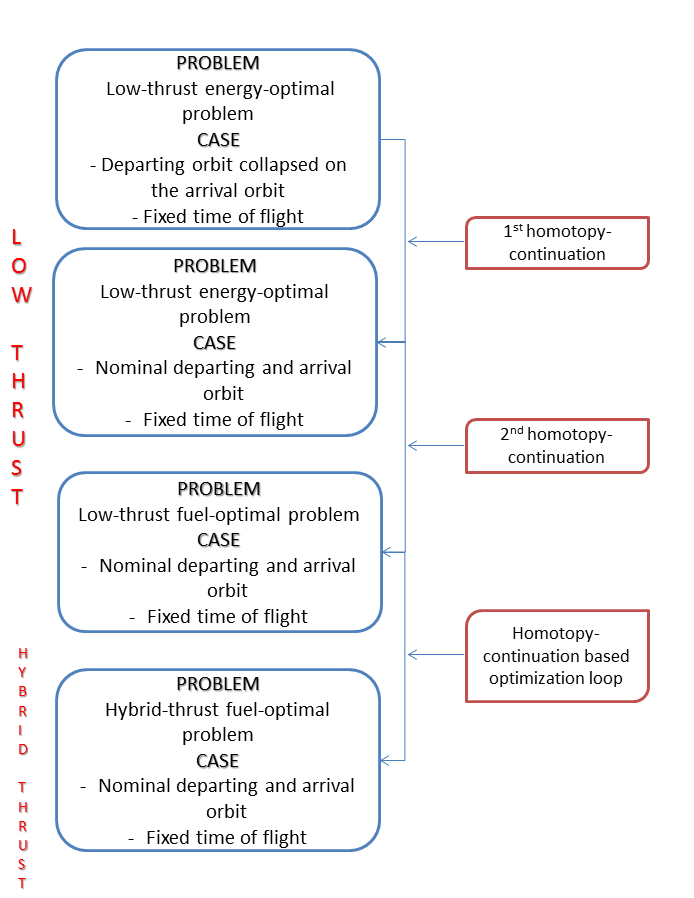 PROBLEM
Low-thrust energy-optimal
problem
CASE
- Departing orbit collapsed on
the arrival orbit
- Fixed time of flight
1st homotopy-
continuation
LOW THRUST
PROBLEM
Low-thrust energy-optimal
problem
CASE
- Nominal departing and arrival
orbit
- Fixed time of flight
2nd homotopy-
continuation
PROBLEM
Low-thrust fuel-optimal problem
CASE
- Nominal departing and arrival
orbit
- Fixed time of flight
Homotopy-
continuation based
optimization loop
HYBRID THRUST
PROBLEM
Hybrid-thrust fuel-optimal
problem
CASE
- Nominal departing and arrival
orbit
- Fixed time of flight